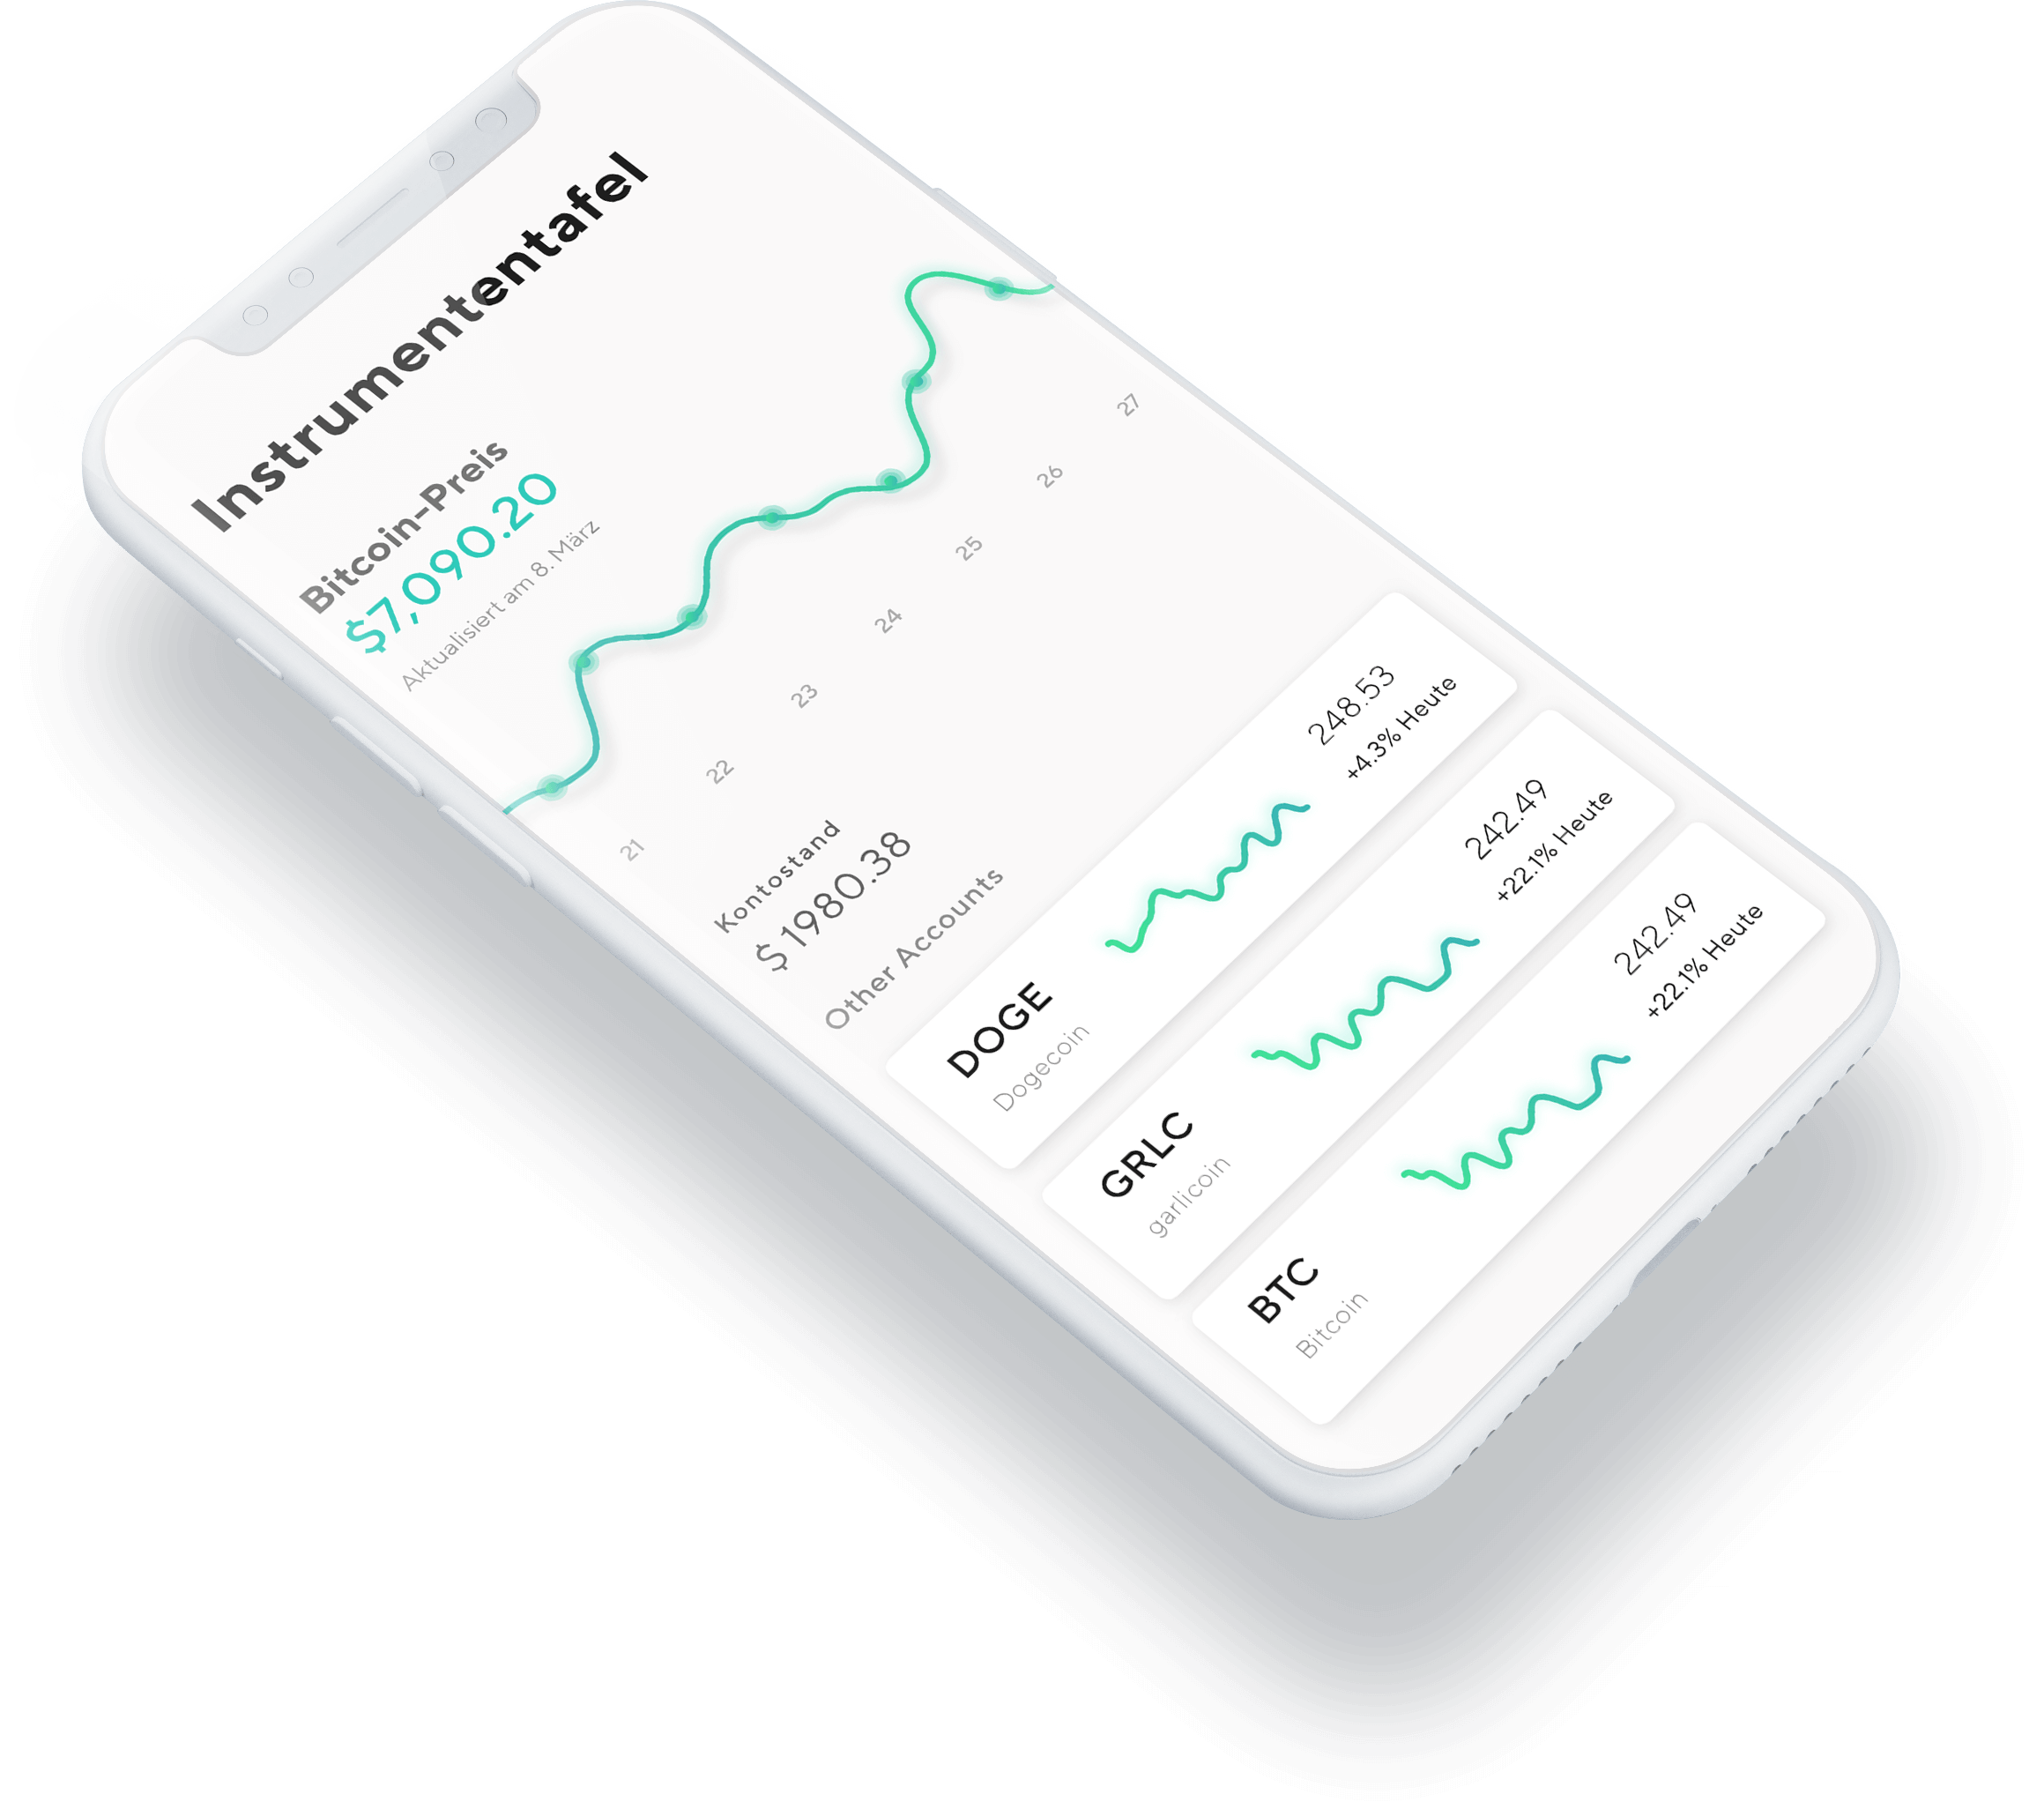 Instrumententafel
Bitcoin-Preis
$7,090.20
Aktualisiert am 8. März
21 22 23 24 25 26 27
Kontostand
$ 1980.38
Other Accounts
DOGE
Dogecoin
248.53
+4.3% Heute
GRLC
garlicoin
242.49
+22.1% Heute
BTC
Bitcoin
242.49
+22.1% Heute